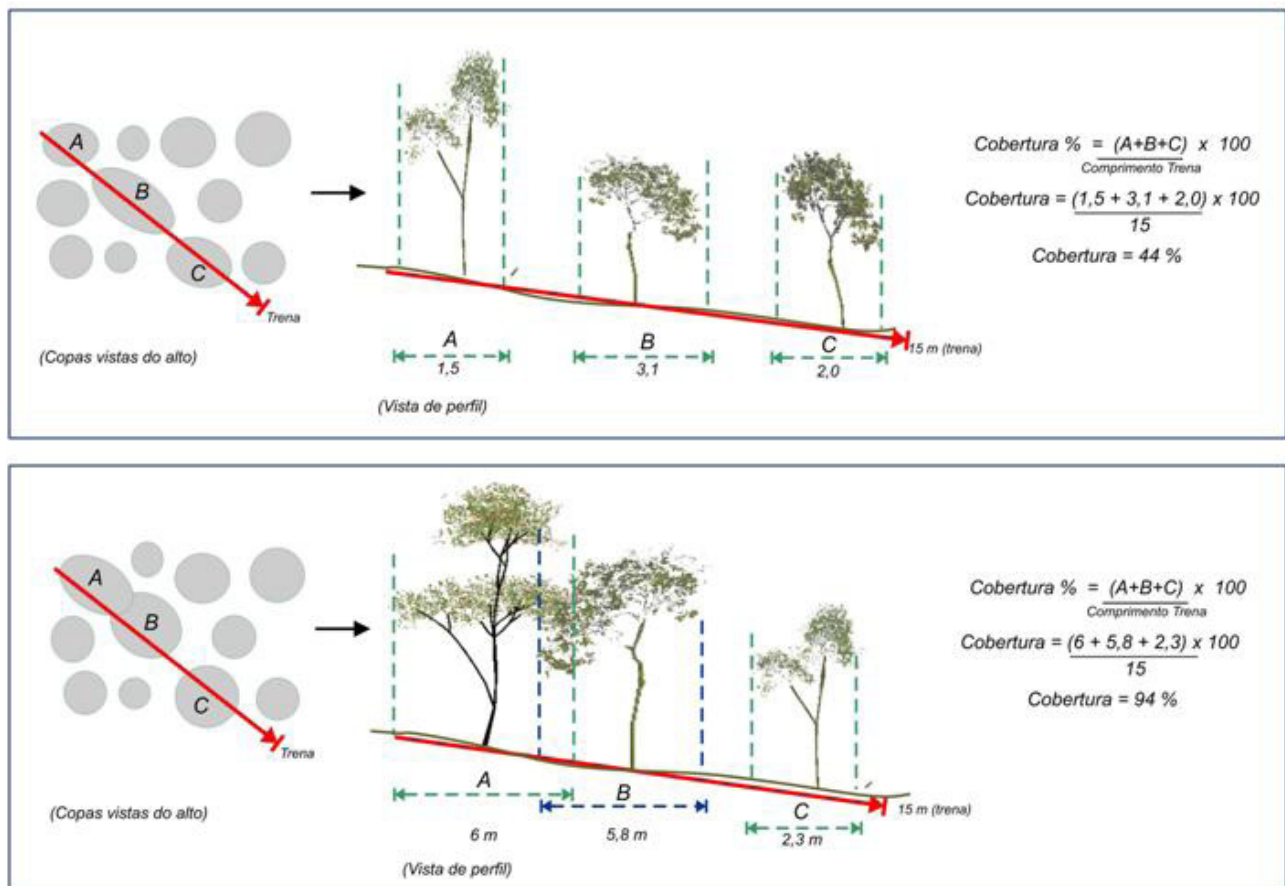 A
B
C
Trena
(Copas vistas do alto)
A
1,5
B
3,1
C
2,0
15 m (trena)
(Vista de perfil)
Cobertura % = (A+B+C) x 100
Comprimento Trena
Cobertura = (1,5 + 3,1 + 2,0) x 100
15
Cobertura = 44 %
A
B
C
Trena
(Copas vistas do alto)
A
6 m
B
5,8 m
C
2,3 m
15 m (trena)
(Vista de perfil)
Cobertura % = (A+B+C) x 100
Comprimento Trena
Cobertura = (6 + 5,8 + 2,3) x 100
15
Cobertura = 94 %